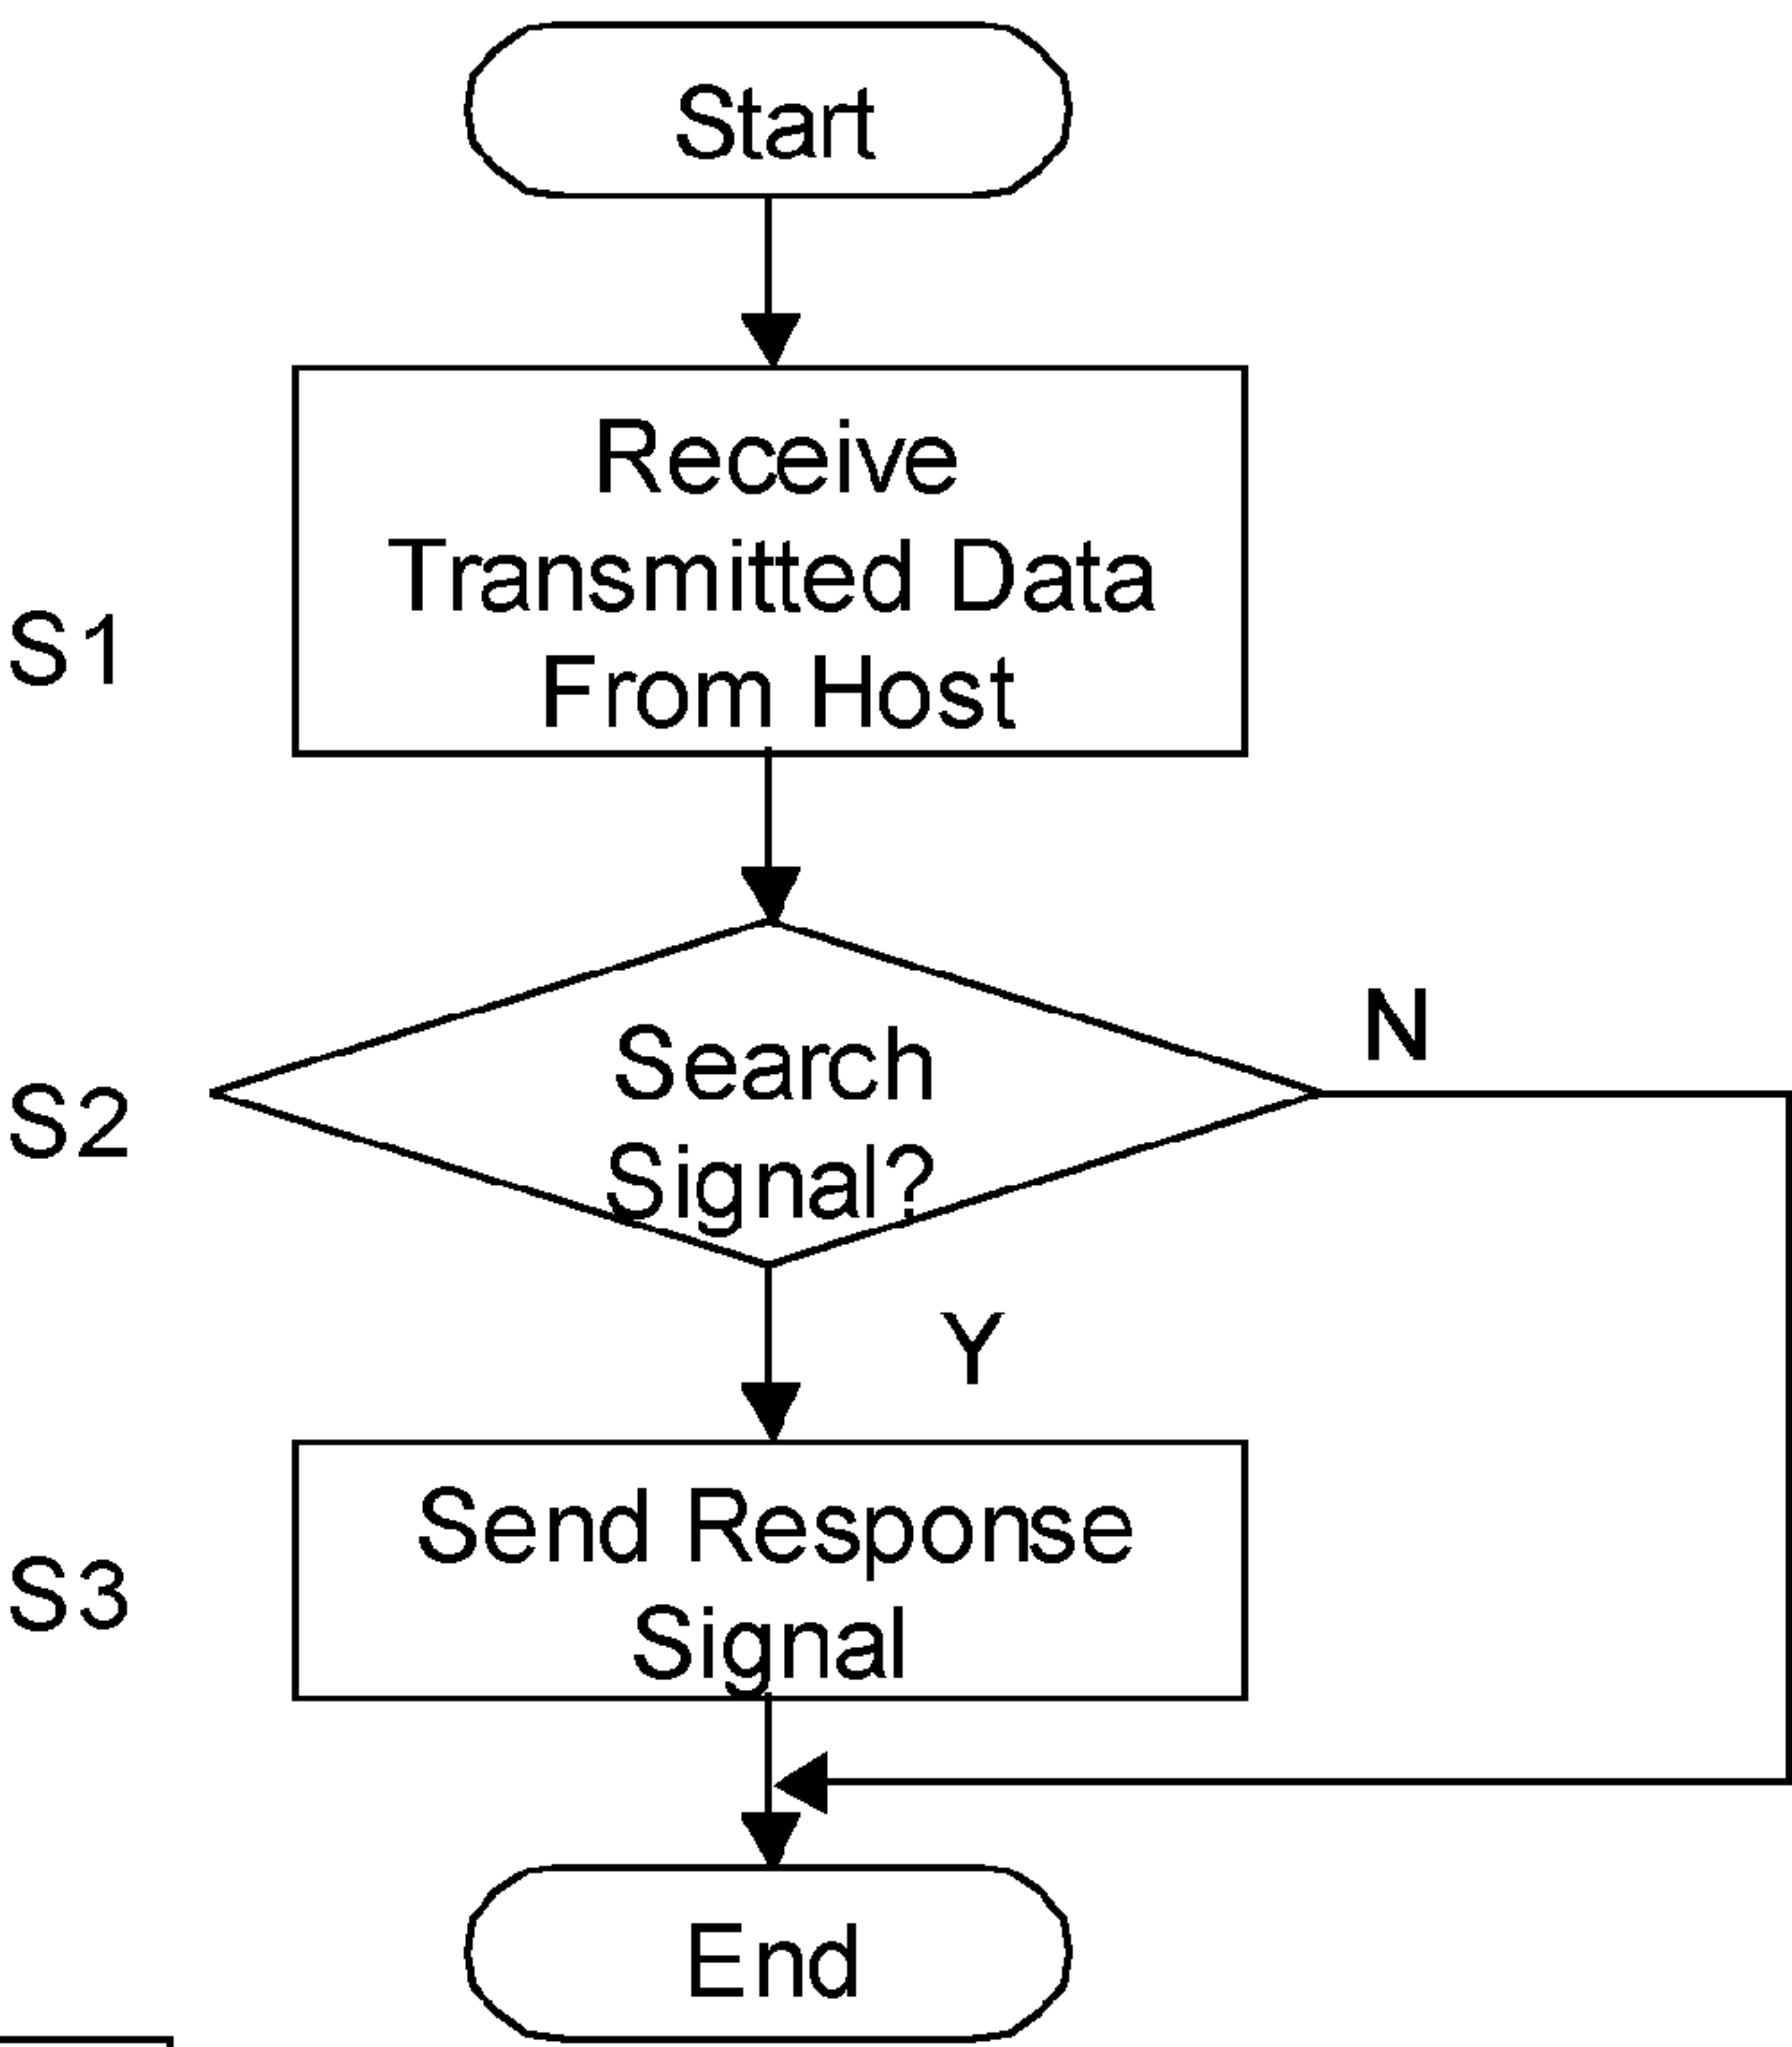 Start
Receive
Transmitted Data
From Host
S1
Search
Signal?
N
S2
Y
Send Response
Signal
S3
End